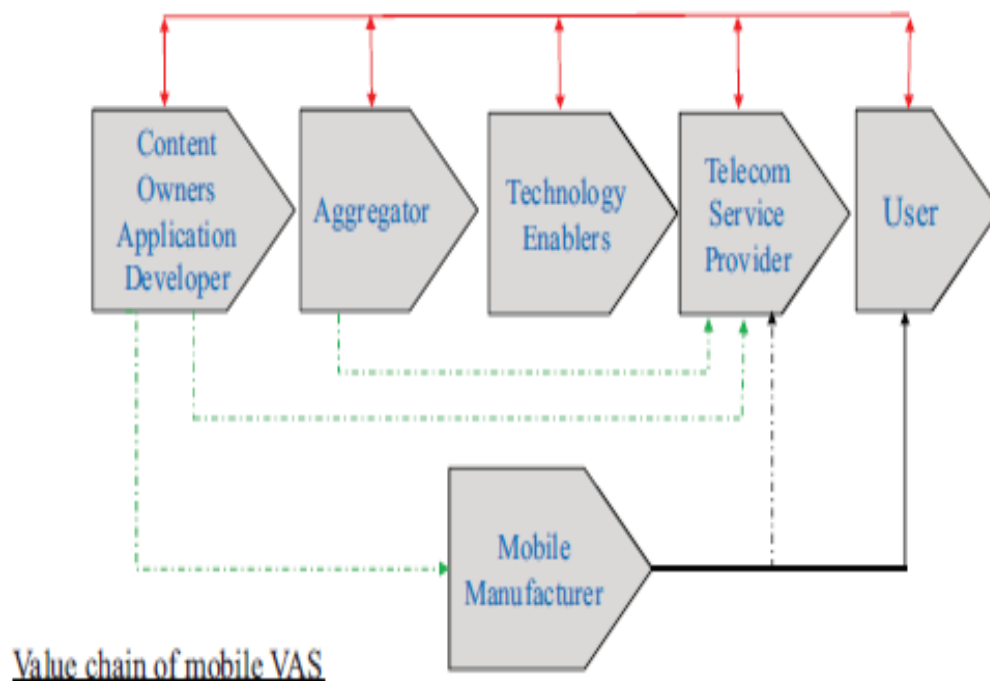 Content
Owners
Application
Developer
Aggregator
Technology
Enablers
Telecom
Service
Provider
User
Mobile
Manufacturer
Value chain of mobile VAS